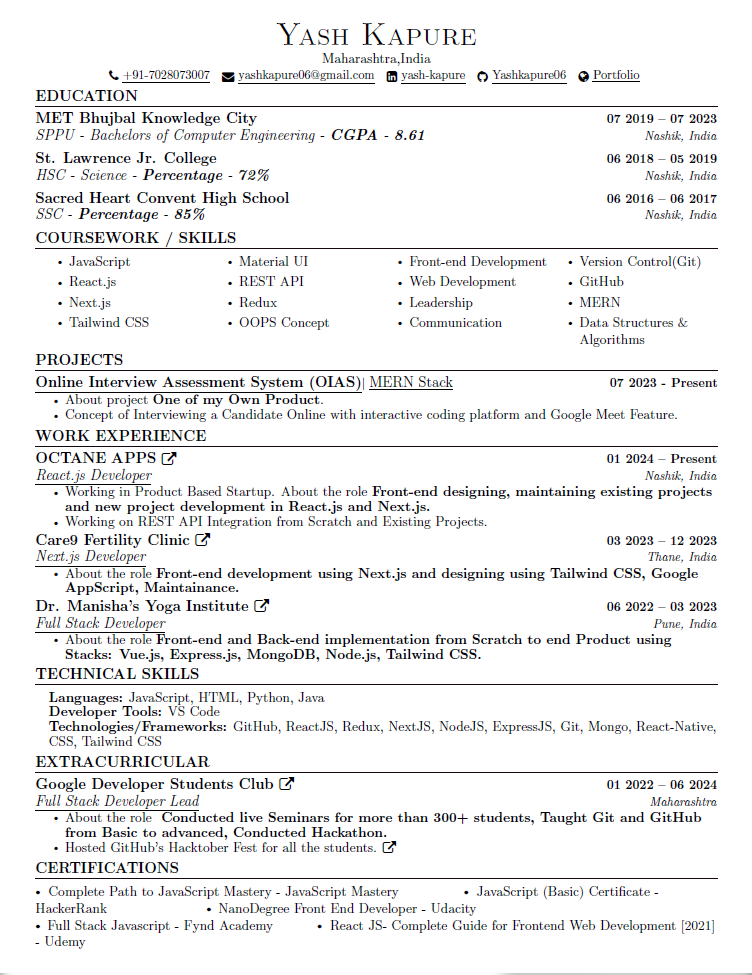 Yash Kapure
Maharashtra,India
+91-7028073007 yashkapure06@gmail.com yash-kapure Yashkapure06 Portfolio
EDUCATION
MET Bhujbal Knowledge City 07 2019 – 07 2023
SPPU - Bachelors of Computer Engineering - CGPA - 8.61 Nashik, India
St. Lawrence Jr. College 06 2018 – 05 2019
HSC - Science - Percentage - 72% Nashik, India
Sacred Heart Convent High School 06 2016 – 06 2017
SSC - Percentage - 85% Nashik, India
COURSEWORK / SKILLS
• JavaScript • Material UI • Front-end Development • Version Control(Git)
• React.js • REST API • Web Development • GitHub
• Next.js • Redux • Leadership • MERN
• Tailwind CSS • OOPS Concept • Communication • Data Structures &
Algorithms
PROJECTS
Online Interview Assessment System (OIAS)| MERN Stack 07 2023 - Present
• About project One of my Own Product.
• Concept of Interviewing a Candidate Online with interactive coding platform and Google Meet Feature.
WORK EXPERIENCE
OCTANE APPS 01 2024 – Present
React.js Developer Nashik, India
• Working in Product Based Startup. About the role Front-end designing, maintaining existing projects
and new project development in React.js and Next.js.
• Working on REST API Integration from Scratch and Existing Projects.
Care9 Fertility Clinic 03 2023 – 12 2023
Next.js Developer Thane, India
• About the role Front-end development using Next.js and designing using Tailwind CSS, Google
AppScript, Maintainance.
Dr. Manisha's Yoga Institute 06 2022 – 03 2023
Full Stack Developer Pune, India
• About the role Front-end and Back-end implementation from Scratch to end Product using
Stacks: Vue.js, Express.js, MongoDB, Node.js, Tailwind CSS.
TECHNICAL SKILLS
Languages: JavaScript, HTML, Python, Java
Developer Tools: VS Code
Technologies/Frameworks: GitHub, ReactJS, Redux, NextJS, NodeJS, ExpressJS, Git, Mongo, React-Native,
CSS, Tailwind CSS
EXTRACURRICULAR
Google Developer Students Club 01 2022 – 06 2024
Full Stack Developer Lead Maharashtra
• About the role Conducted live Seminars for more than 300+ students, Taught Git and GitHub
from Basic to advanced, Conducted Hackathon.
• Hosted GitHub's Hacktober Fest for all the students.
CERTIFICATIONS
• Complete Path to JavaScript Mastery - JavaScript Mastery • JavaScript (Basic) Certificate -
HackerRank • NanoDegree Front End Developer - Udacity
• Full Stack Javascript - Fynd Academy • React JS- Complete Guide for Frontend Web Development [2021]
- Udemy